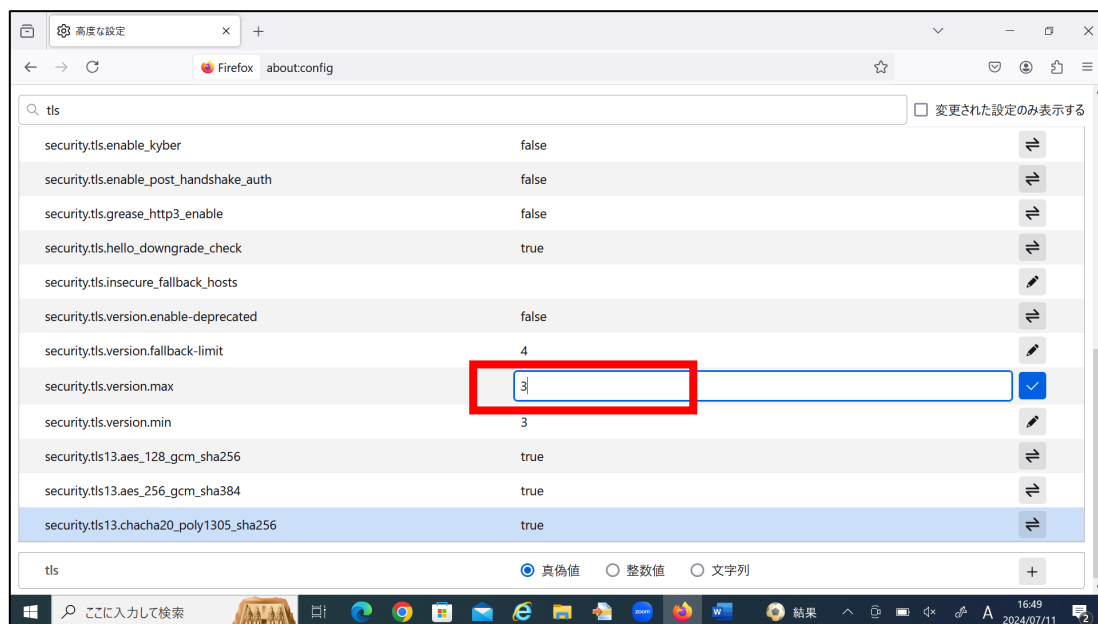 高度な設定
Firefox about:config
tls 変更された設定のみ表示する
security.tls.enable_kyber false
security.tls.enable_post_handshake_auth false
security.tls.grease_http3_enable false
security.tls.hello_downgrade_check true
security.tls.insecure_fallback_hosts
security.tls.version.enable-deprecated false
security.tls.version.fallback-limit 4
security.tls.version.max 3
security.tls.version.min 3
security.tls13.aes_128_gcm_sha256 true
security.tls13.aes_256_gcm_sha384 true
security.tls13.chacha20_poly1305_sha256 true
tls 真偽値 整数値 文字列
ここに入力して検索 zoom W 結果 A 16:49
2024/07/11 2